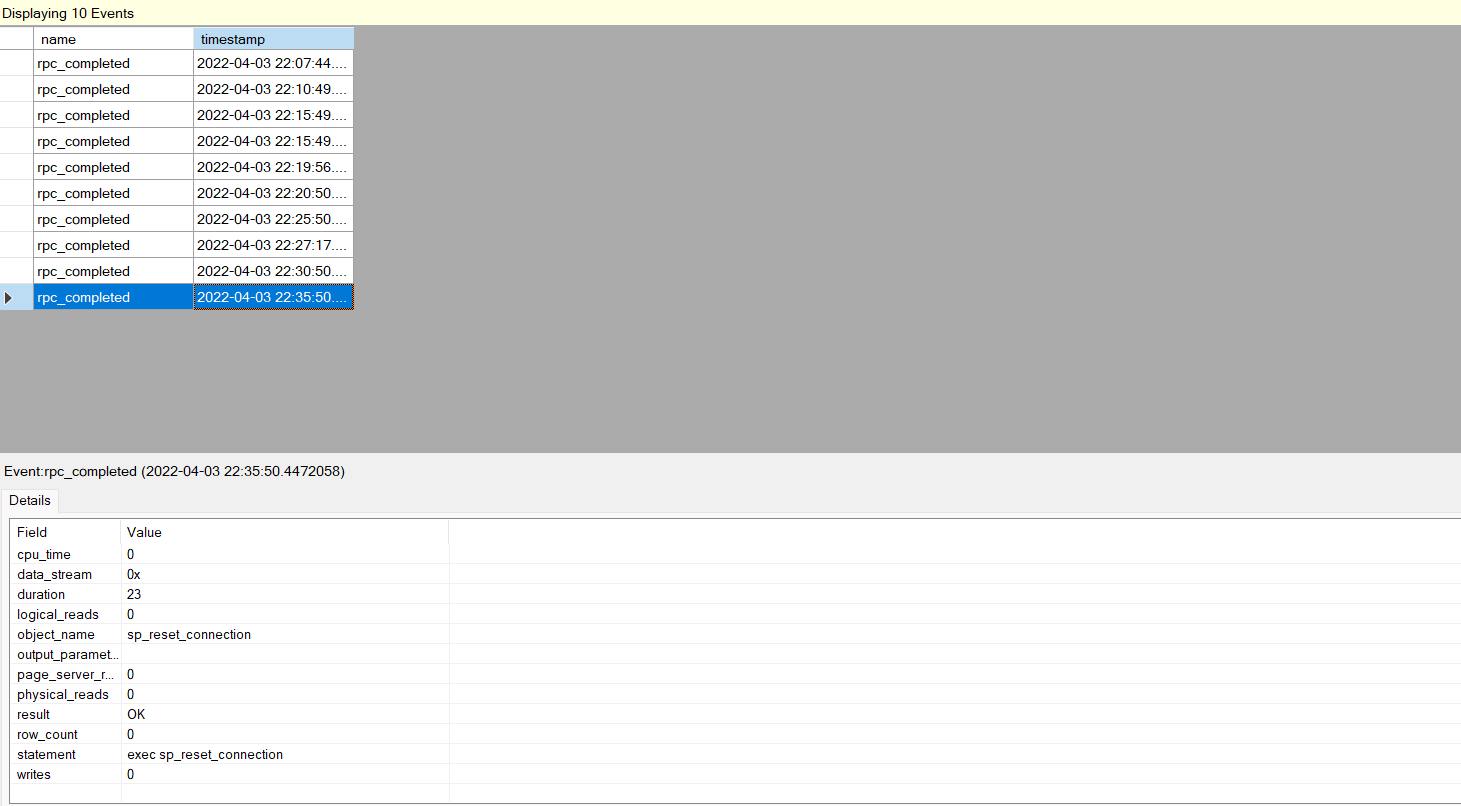 Displaying 10 Events
name timestamp
rpc_completed 2022-04-03 22:07:44....
rpc_completed 2022-04-03 22:10:49....
rpc_completed 2022-04-03 22:15:49....
rpc_completed 2022-04-03 22:15:49....
rpc_completed 2022-04-03 22:19:56....
rpc_completed 2022-04-03 22:20:50....
rpc_completed 2022-04-03 22:25:50....
rpc_completed 2022-04-03 22:27:17....
rpc_completed 2022-04-03 22:30:50....
rpc_completed 2022-04-03 22:35:50....
Event:rpc_completed (2022-04-03 22:35:50.4472058)
Details
Field Value
cpu_time 0
data_stream 0x
duration 23
logical_reads 0
object_name sp_reset_connection
output_paramet...
page_server_r... 0
physical_reads 0
result OK
row_count 0
statement exec sp_reset_connection
writes 0